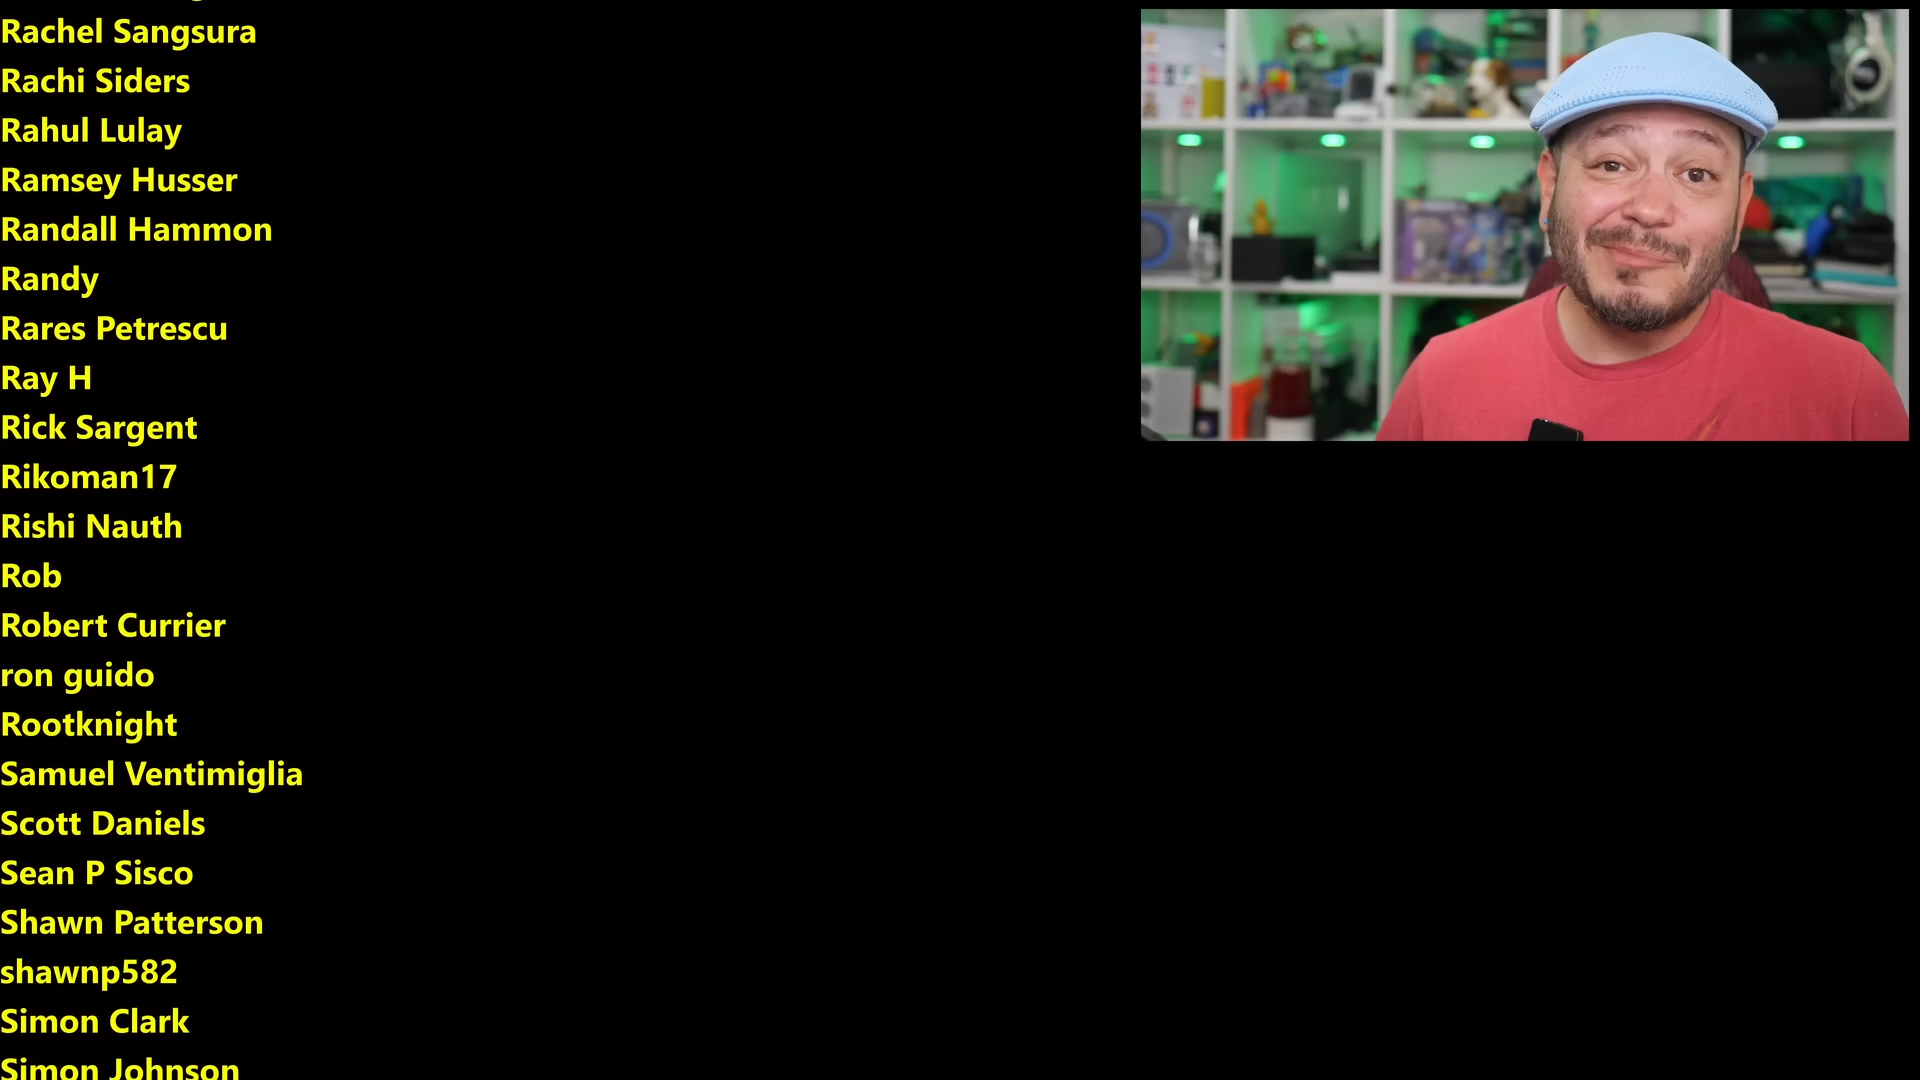 Rachel Sangsura
Rachi Siders
Rahul Lulay
Ramsey Husser
Randall Hammon
Randy
Rares Petrescu
Ray H
Rick Sargent
Rikoman17
Rishi Nauth
Rob
Robert Currier
ron guido
Rootknight
Samuel Ventimiglia
Scott Daniels
Sean P Sisco
Shawn Patterson
shawnp582
Simon Clark
Simon Johnson